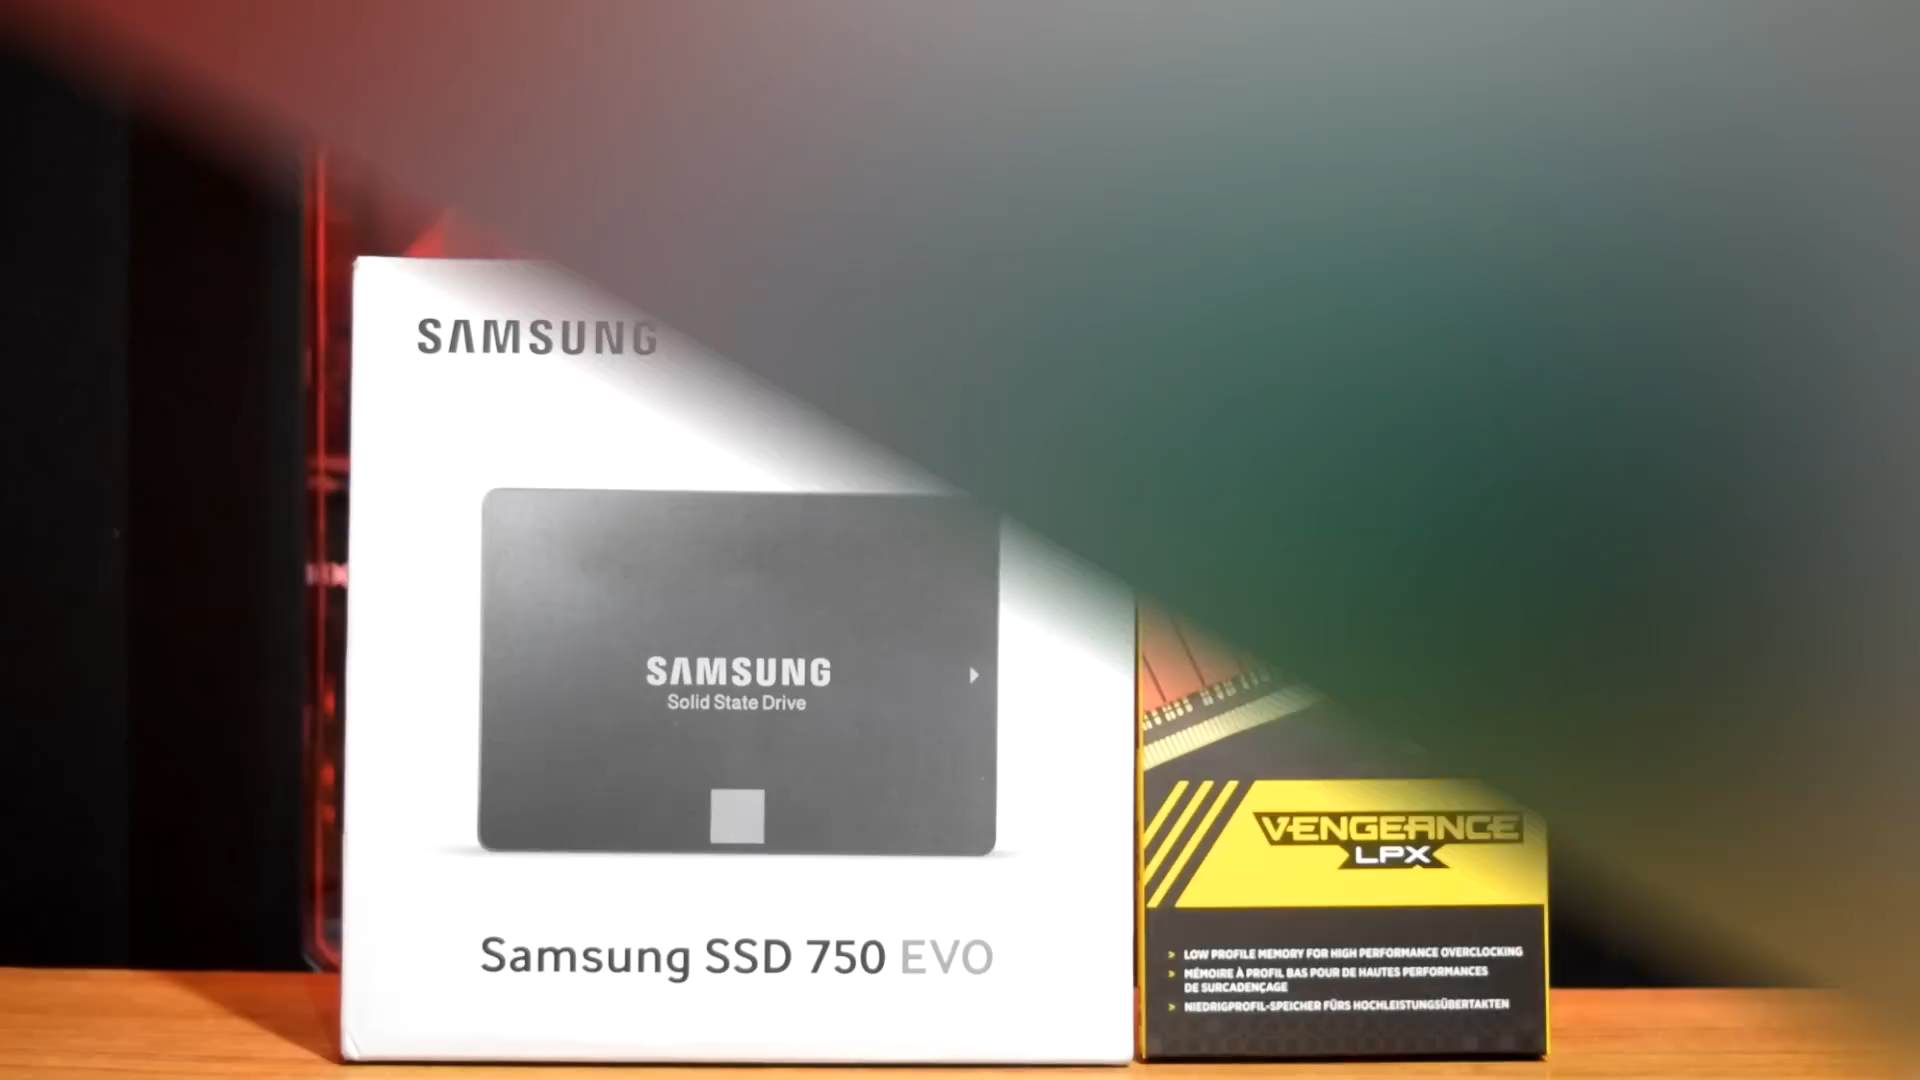 SAMSUNG
SAMSUNG
Solid State Drive
Samsung SSD 750 EVO
VENGEANCE
LPX
> LOW PROFILE MEMORY FOR HIGH PERFORMANCE OVERCLOCKING
> MÉMOIRE À PROFIL BAS POUR DE HAUTES PERFORMANCES
DE SURCADENÇAGE
> NIEDRIGPROFIL-SPEICHER FÜRS HOCHLEISTUNGSÜBERTAKTEN